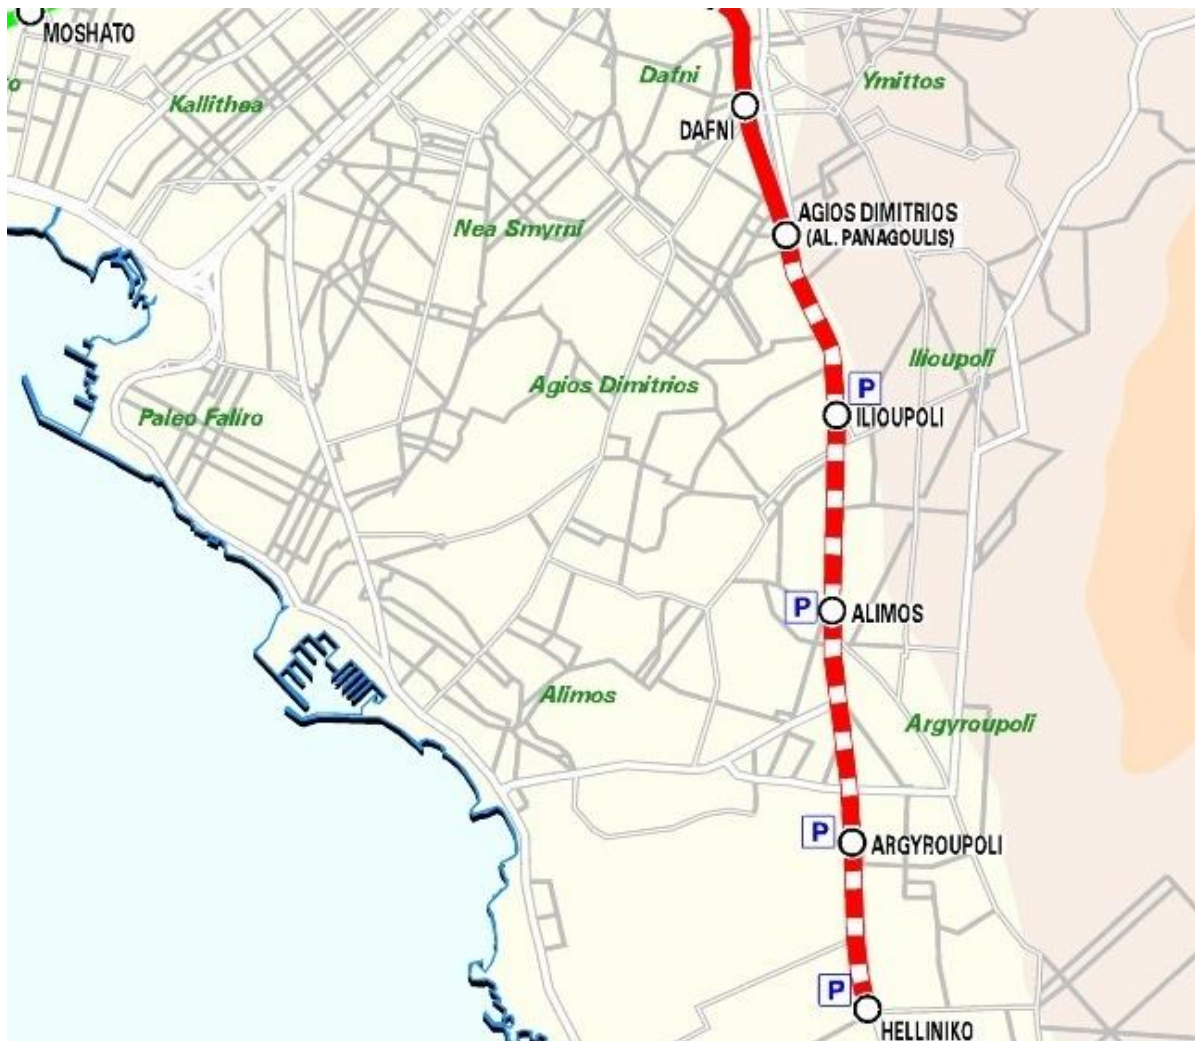 MOSHATO
Kallithea
Dafni
Ymittos
DAFNI
Nea Smyrni
AGIOS DIMITRIOS
(AL. PANAGOULIS)
Ilioupoli
Agios Dimitrios
P
ILIOUPOLI
Paleo Faliro
P
ALIMOS
Alimos
Argyroupoli
P
ARGYROUPOLI
P
HELLINIKO